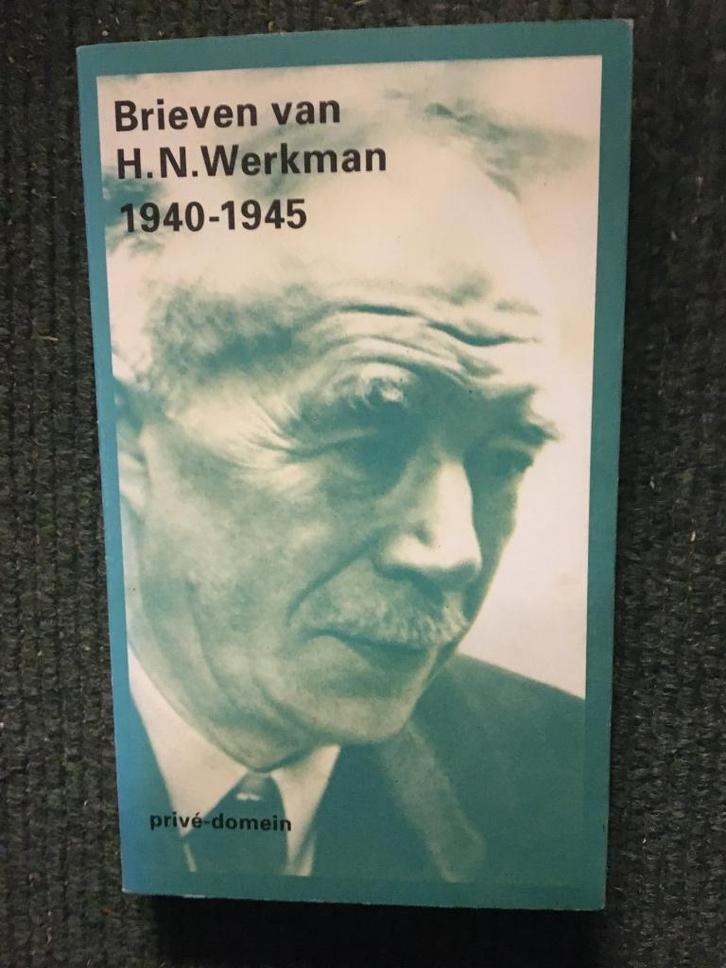 Brieven van
H.N.Werkman
1940-1945
privé-domein